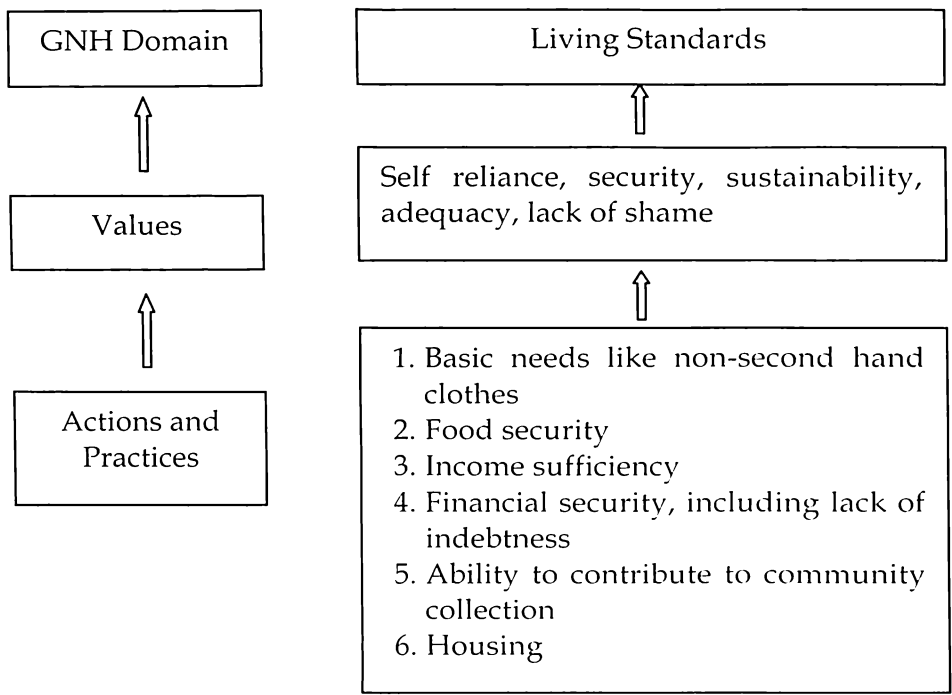 GNH Domain
Living Standards
Values
Self reliance, security, sustainability,
adequacy, lack of shame
Actions and
Practices
1. Basic needs like non-second hand
clothes
2. Food security
3. Income sufficiency
4. Financial security, including lack of
indebtness
5. Ability to contribute to community
collection
6. Housing